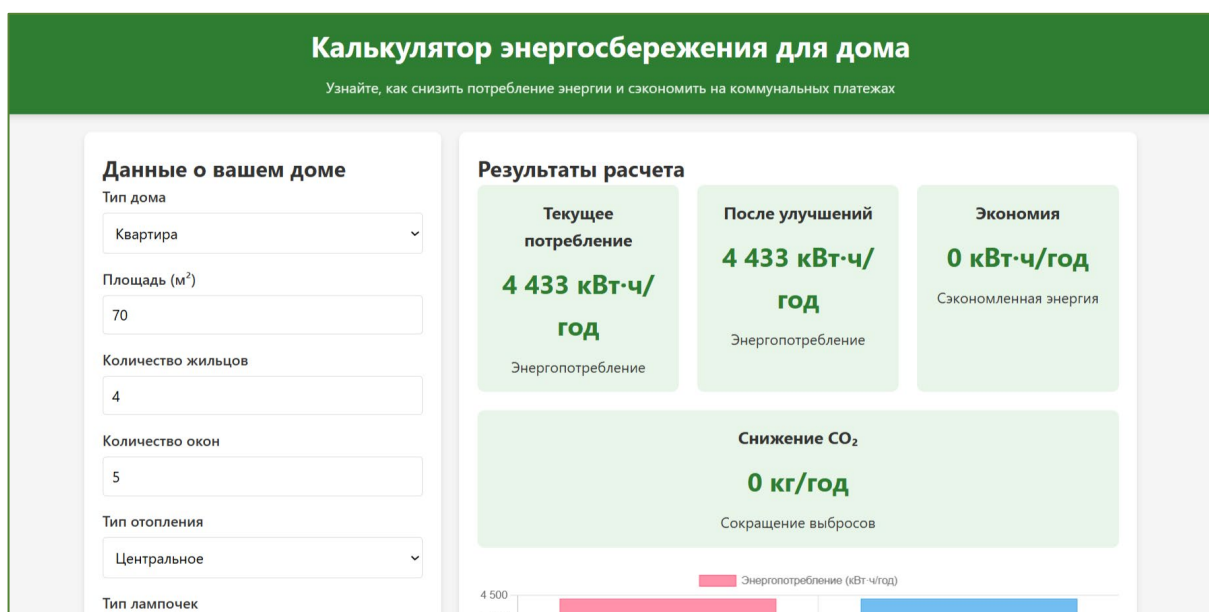 Калькулятор энергосбережения для дома
Узнайте, как снизить потребление энергии и сэкономить на коммунальных платежах
Данные о вашем доме
Тип дома
Квартира
Площадь (м²)
70
Количество жильцов
4
Количество окон
5
Тип отопления
Центральное
Тип лампочек
Результаты расчета
Текущее
потребление
4 433 кВт·ч/
год
Энергопотребление
После улучшений
4 433 кВт·ч/
год
Энергопотребление
Экономия
0 кВт·ч/год
Сэкономленная энергия
Снижение CO₂
0 кг/год
Сокращение выбросов
Энергопотребление (кВт·ч/год)
4 500